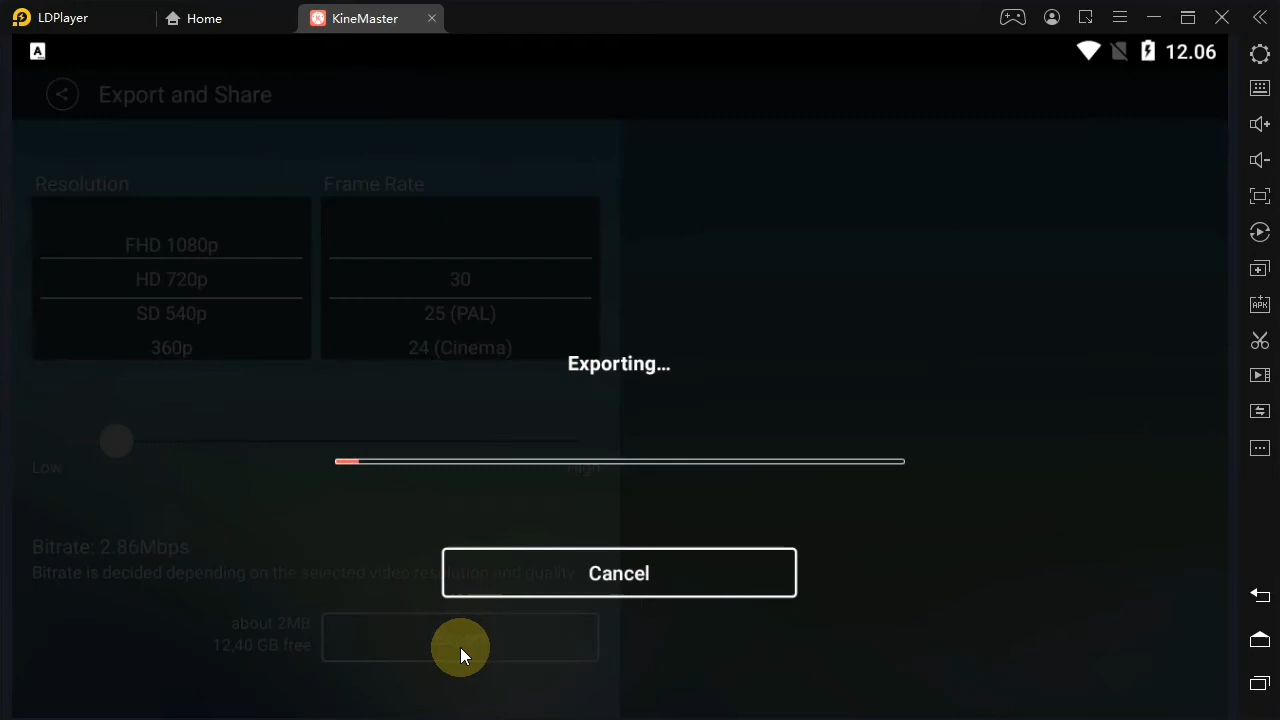 LDPlayer
Home
KineMaster
A
12.06
Export and Share
Resolution
Frame Rate
FHD 1080p
HD 720p
30
SD 540p
25 (PAL)
360p
24 (Cinema)
Exporting...
Low
High
Bitrate: 2.86Mbps
Bitrate is decided depending on the selected video resolution and quality
Cancel
about 2MB
12,40 GB free
APK